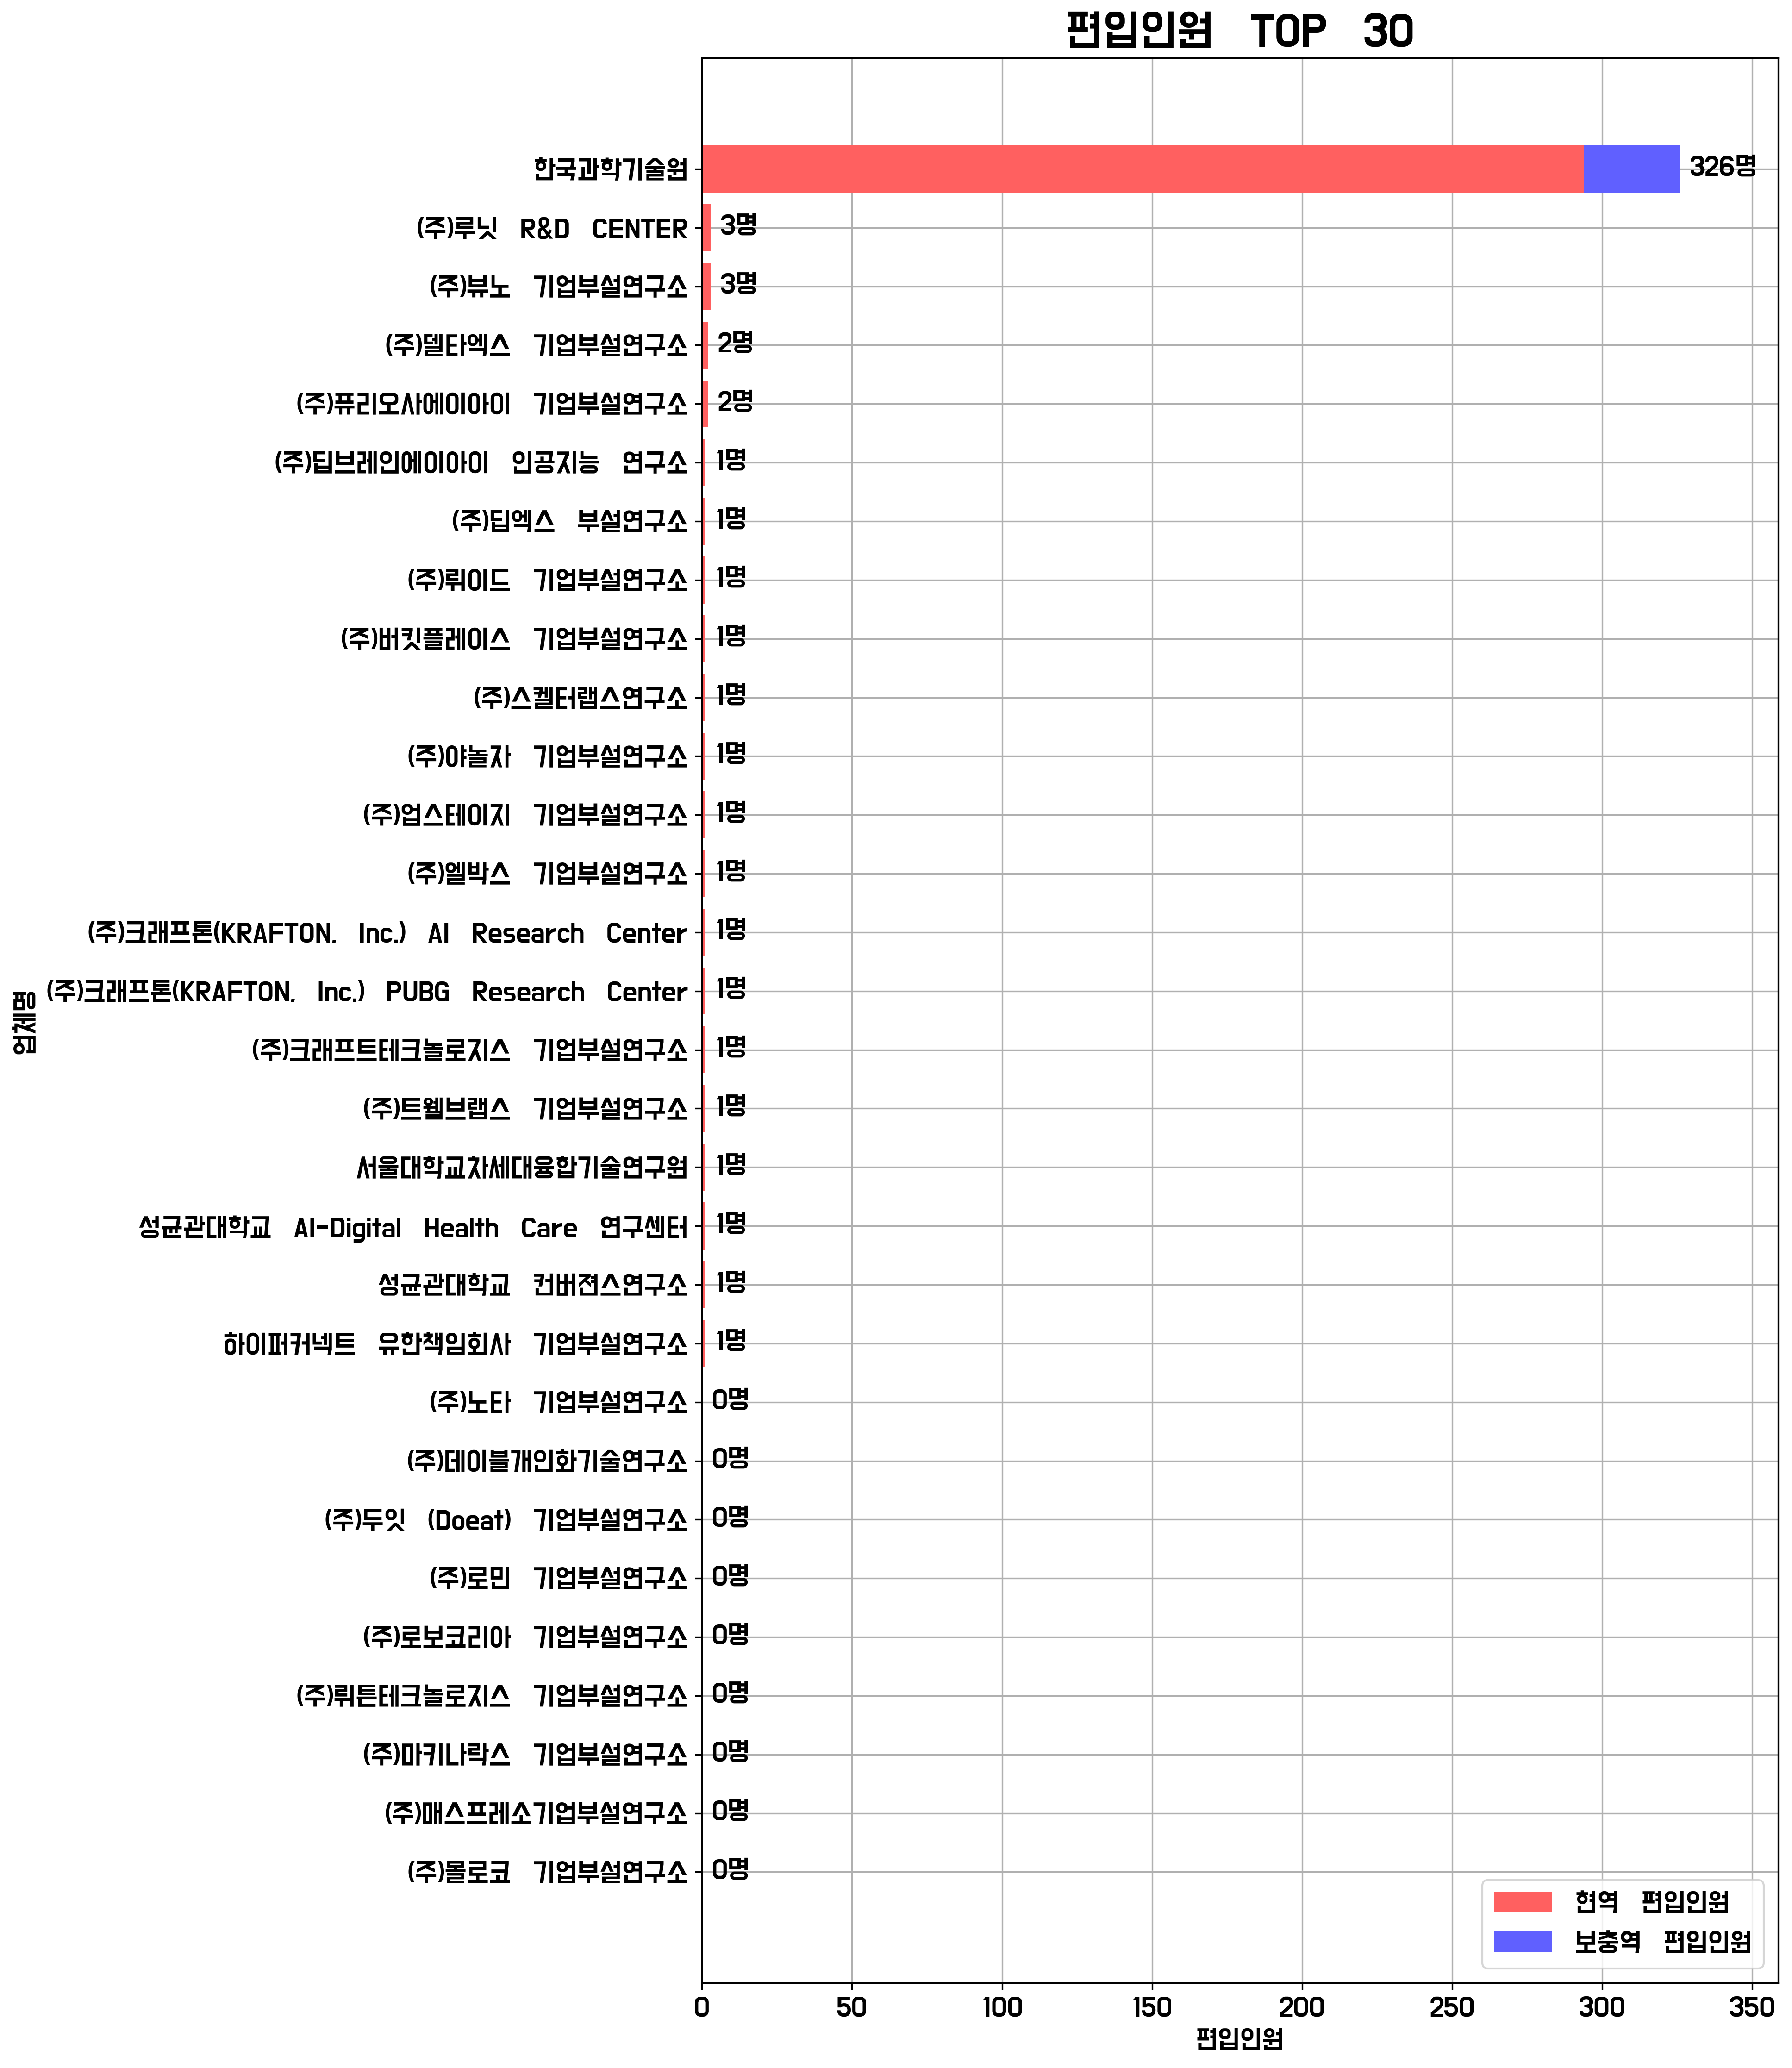 편입인원 TOP 30
한국과학기술원 326명
(주)루닛 R&D CENTER 3명
(주)뷰노 기업부설연구소 3명
(주)델타엑스 기업부설연구소 2명
(주)퓨리오사에이아이 기업부설연구소 2명
(주)딥브레인에이아이 인공지능 연구소 1명
(주)딥엑스 부설연구소 1명
(주)뤼이드 기업부설연구소 1명
(주)버킷플레이스 기업부설연구소 1명
(주)스켈터랩스연구소 1명
(주)야놀자 기업부설연구소 1명
(주)업스테이지 기업부설연구소 1명
(주)엘박스 기업부설연구소 1명
(주)크래프톤(KRAFTON, Inc.) AI Research Center 1명
(주)크래프톤(KRAFTON, Inc.) PUBG Research Center 1명
(주)크래프트테크놀로지스 기업부설연구소 1명
(주)트웰브랩스 기업부설연구소 1명
서울대학교차세대융합기술연구원 1명
성균관대학교 AI-Digital Health Care 연구센터 1명
성균관대학교 컨버젼스연구소 1명
하이퍼커넥트 유한책임회사 기업부설연구소 1명
(주)노타 기업부설연구소 0명
(주)데이블개인화기술연구소 0명
(주)두잇 (Doeat) 기업부설연구소 0명
(주)로민 기업부설연구소 0명
(주)로보코리아 기업부설연구소 0명
(주)뤼튼테크놀로지스 기업부설연구소 0명
(주)마키나락스 기업부설연구소 0명
(주)매스프레소기업부설연구소 0명
(주)몰로코 기업부설연구소 0명
업체명
현역 편입인원
보충역 편입인원
0 50 100 150 200 250 300 350
편입인원